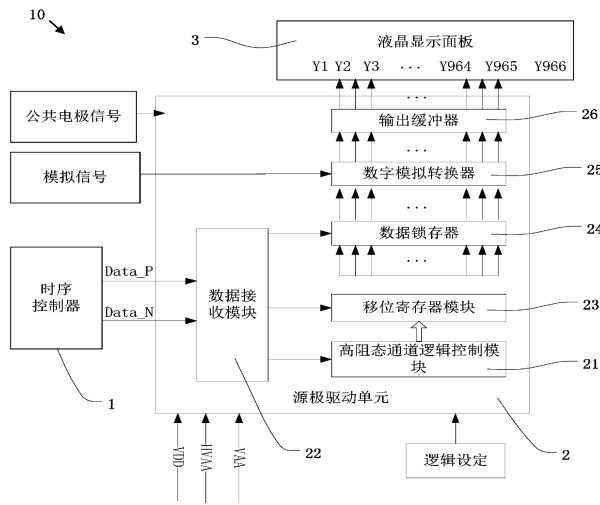 10
3
液晶显示面板
Y1 Y2 Y3 ... Y964 Y965 Y966
...
公共电极信号
输出缓冲器
26
...
模拟信号
数字模拟转换器
25
...
数据锁存器
24
...
时序
控制器
Data_P
Data_N
数据接
收模块
移位寄存器模块
23
高阻态通道逻辑控制模
块
21
1
源极驱动单元
22
2
VDD
HVAA
VAA
逻辑设定